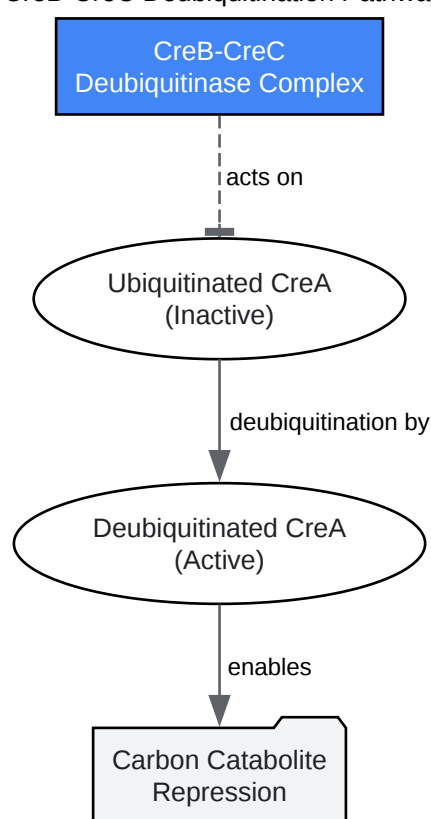 CreB-CreC
Deubiquitinase Complex
acts on
Ubiquitinated CreA
(Inactive)
deubiquitination by
Deubiquitinated CreA
(Active)
enables
Carbon Catabolite
Repression